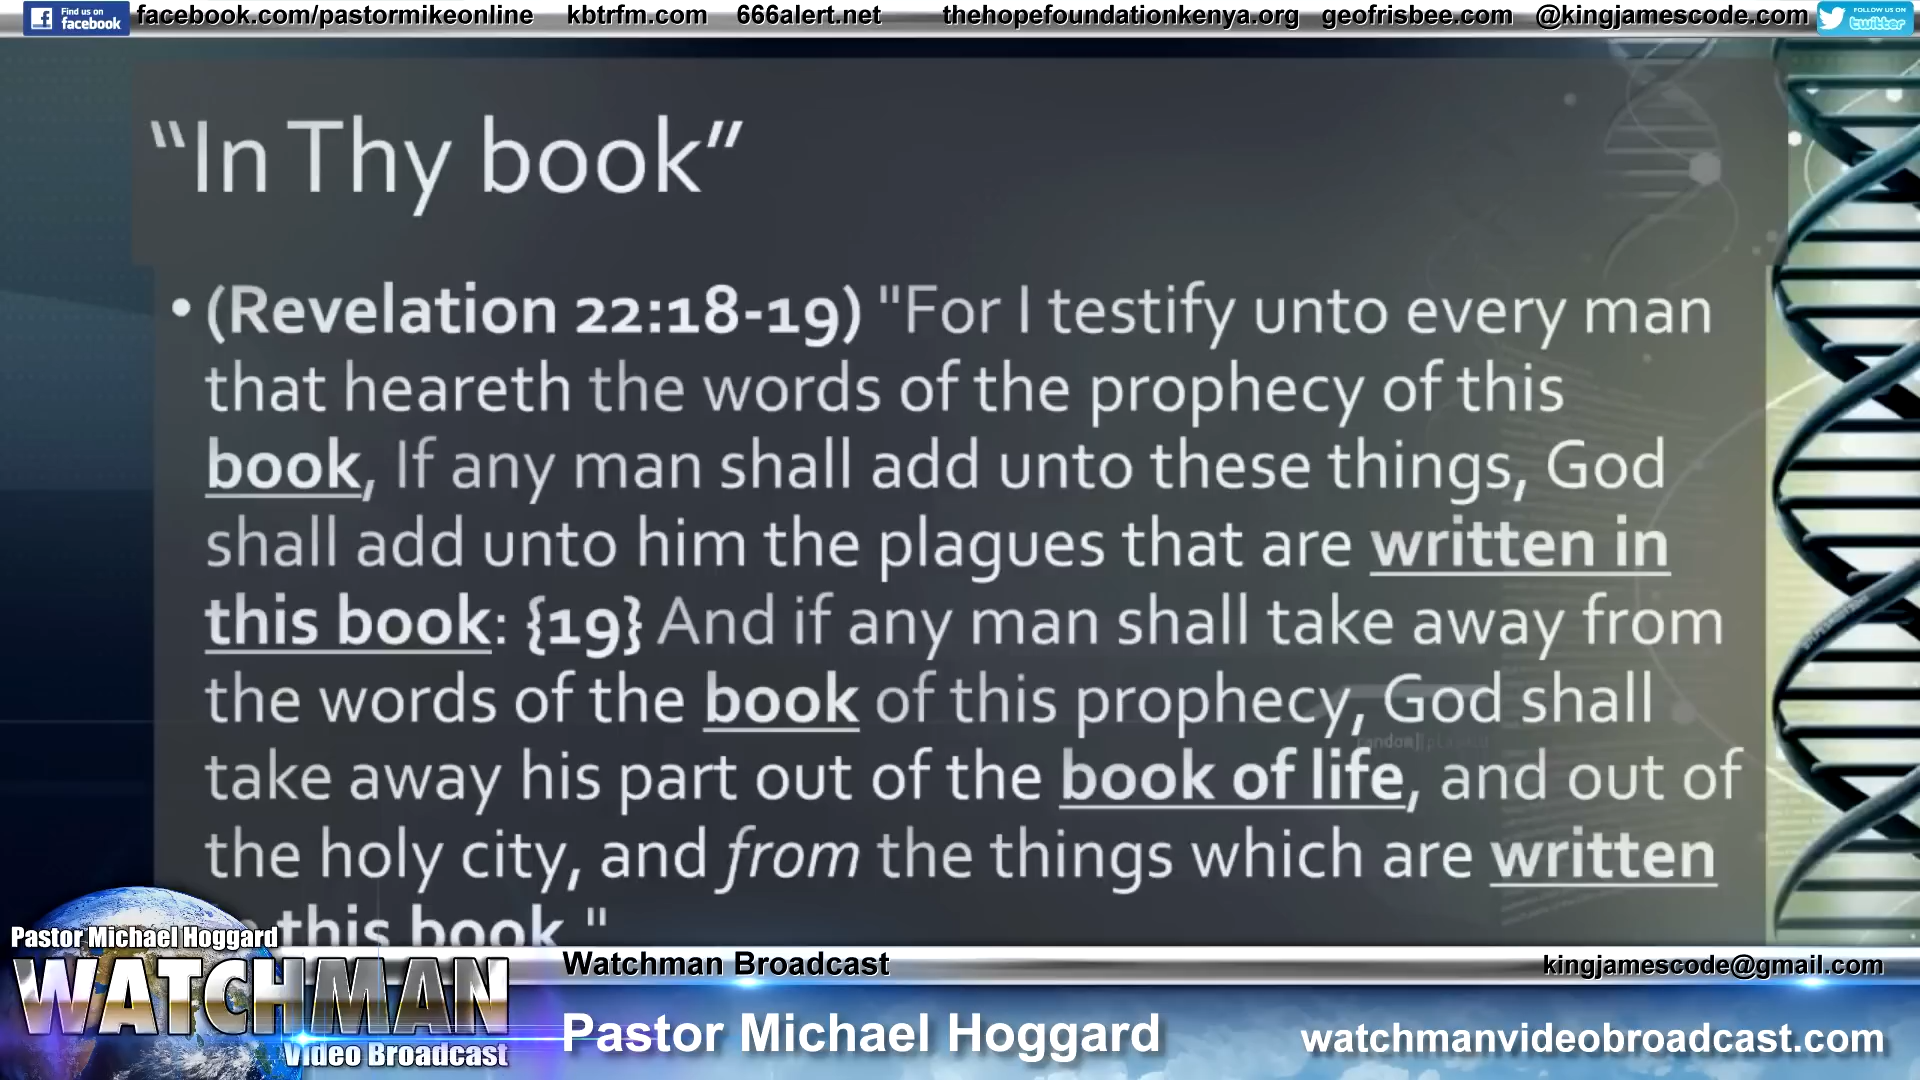 Find us on
facebook
facebook.com/pastormikeonline kbtrfm.com 666alert.net thehopefoundationkenya.org geofrisbee.com @kingjamescode.com
FOLLOW US ON
twitter
“In Thy book”
• (Revelation 22:18-19) "For I testify unto every man
that heareth the words of the prophecy of this
book, If any man shall add unto these things, God
shall add unto him the plagues that are written in
this book: {19} And if any man shall take away from
the words of the book of this prophecy, God shall
take away his part out of the book of life, and out of
the holy city, and from the things which are written
this book."
Pastor Michael Hoggard
WATCHMAN
Video Broadcast
Watchman Broadcast
kingjamescode@gmail.com
Pastor Michael Hoggard
watchmanvideobroadcast.com